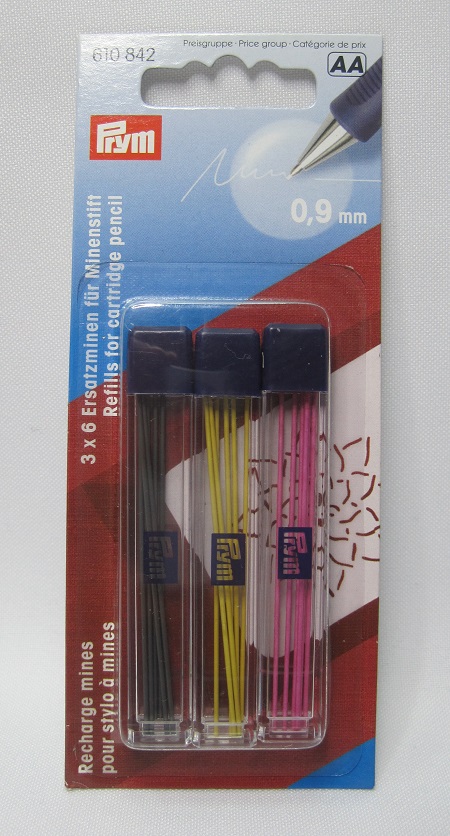 Preisgruppe · Price group · Catégorie de prix
610 842
AA
Prym
0,9 mm
3 x 6 Ersatzminen für Minenstift
Refills for cartridge pencil
Prym
Prym
Prym
Recharge mines
pour stylo à mines